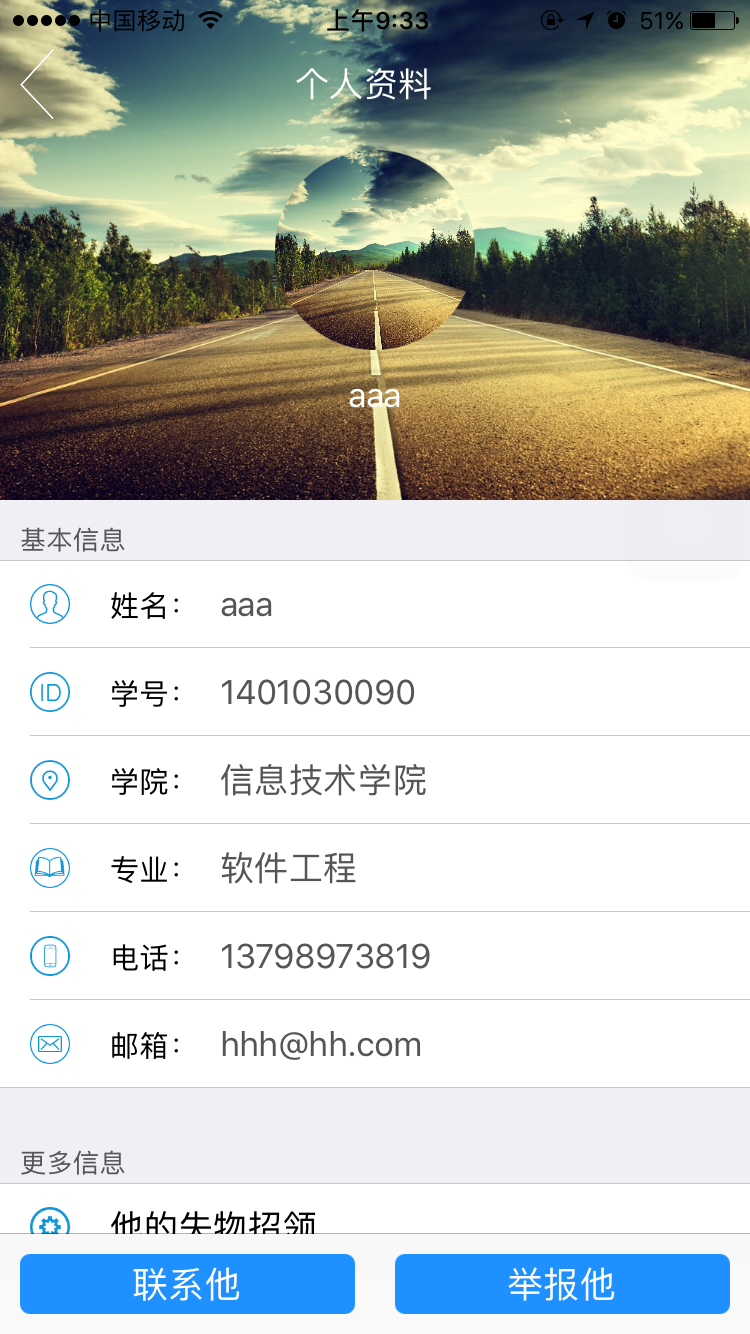 中国移动 上午9:33 51%
个人资料
aaa
基本信息
姓名： aaa
ID 学号： 1401030090
学院： 信息技术学院
专业： 软件工程
电话： 13798973819
邮箱： hhh@hh.com
更多信息
他的失物招领
联系他 举报他